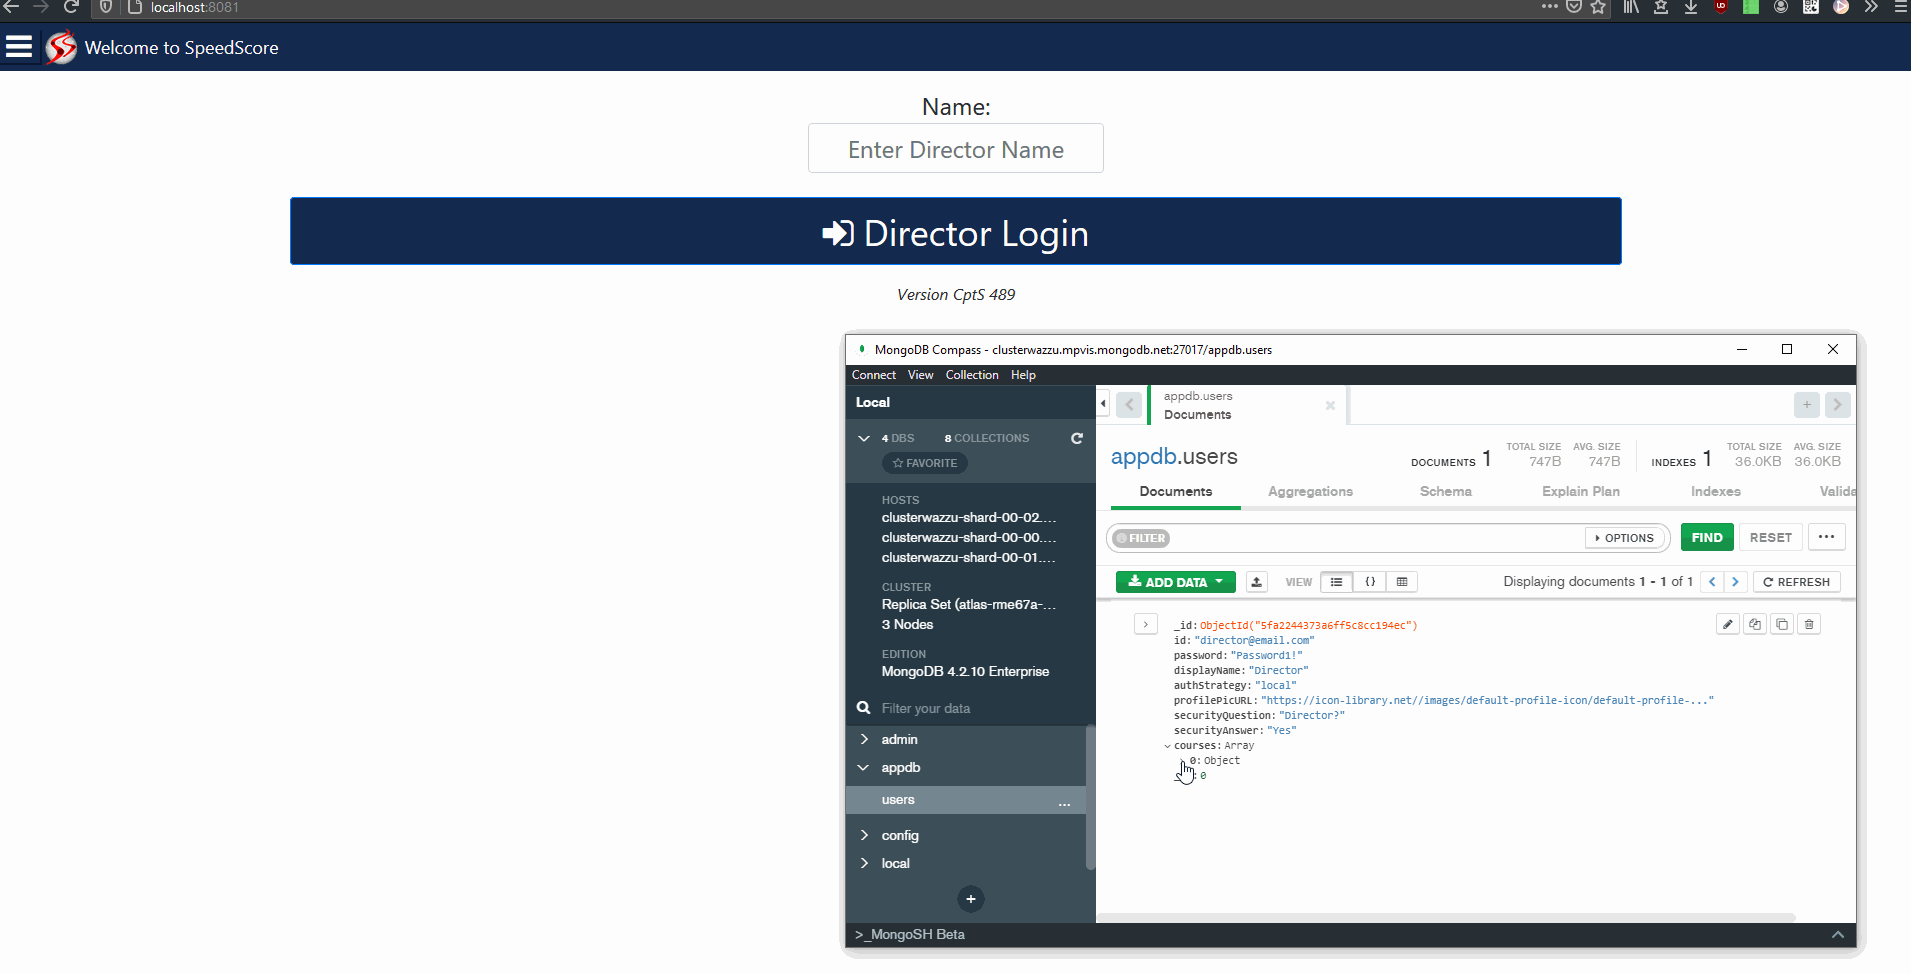 localhost:8081
Welcome to SpeedScore
Name:
Enter Director Name
Director Login
Version CptS 489
MongoDB Compass - clusterwazzu.mpvis.mongodb.net:27017/appdb.users
Connect View Collection Help
Local
4 DBS 8 COLLECTIONS
FAVORITE
HOSTS
clusterwazzu-shard-00-02....
clusterwazzu-shard-00-00....
clusterwazzu-shard-00-01....
CLUSTER
Replica Set (atlas-rme67a-...
3 Nodes
EDITION
MongoDB 4.2.10 Enterprise
Filter your data
admin
appdb
users ...
config
local
+
>_MongoSH Beta
appdb.users
Documents
appdb.users
DOCUMENTS 1 TOTAL SIZE 747B AVG. SIZE 747B INDEXES 1 TOTAL SIZE 36.0KB AVG. SIZE 36.0KB
Documents Aggregations Schema Explain Plan Indexes Valida
FILTER OPTIONS FIND RESET ...
ADD DATA VIEW {} Displaying documents 1 - 1 of 1 REFRESH
_id: ObjectId("5fa2244373a6ff5c8cc194ec")
id: "director@email.com"
password: "Password1!"
displayName: "Director"
authStrategy: "local"
profilePicURL: "https://icon-library.net//images/default-profile-icon/default-profile-..."
securityQuestion: "Director?"
securityAnswer: "Yes"
courses: Array
0: Object
: 0